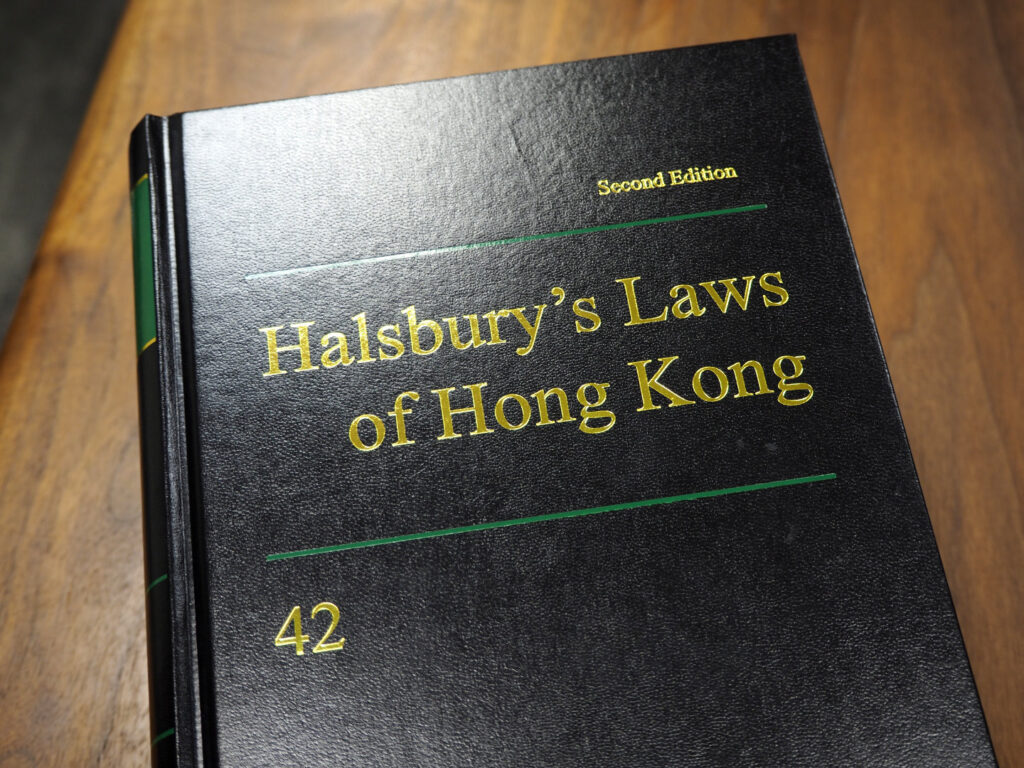 Second Edition
Halsbury's Laws
of Hong Kong
42